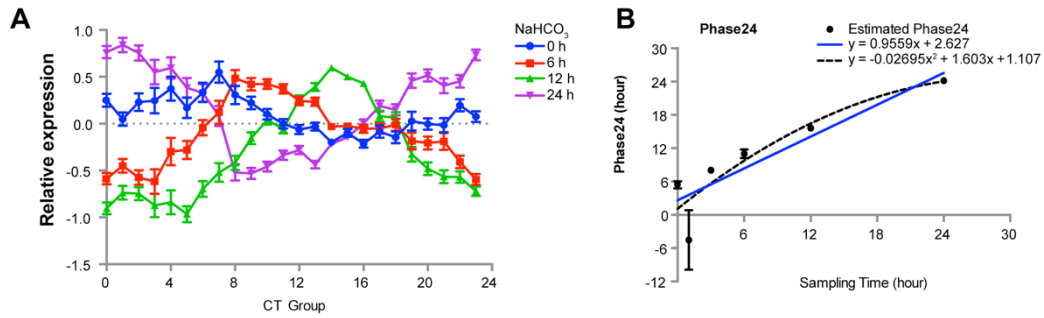 A
Relative expression
1.0
0.5
0.0
-0.5
-1.0
-1.5
0 4 8 12 16 20 24
CT Group
NaHCO₃
0 h
6 h
12 h
24 h
B
Phase24
Estimated Phase24
y = 0.9559x + 2.627
y = -0.02695x² + 1.603x + 1.107
Phase24 (hour)
30
24
18
12
6
0
-6
-12
6 12 18 24 30
Sampling Time (hour)